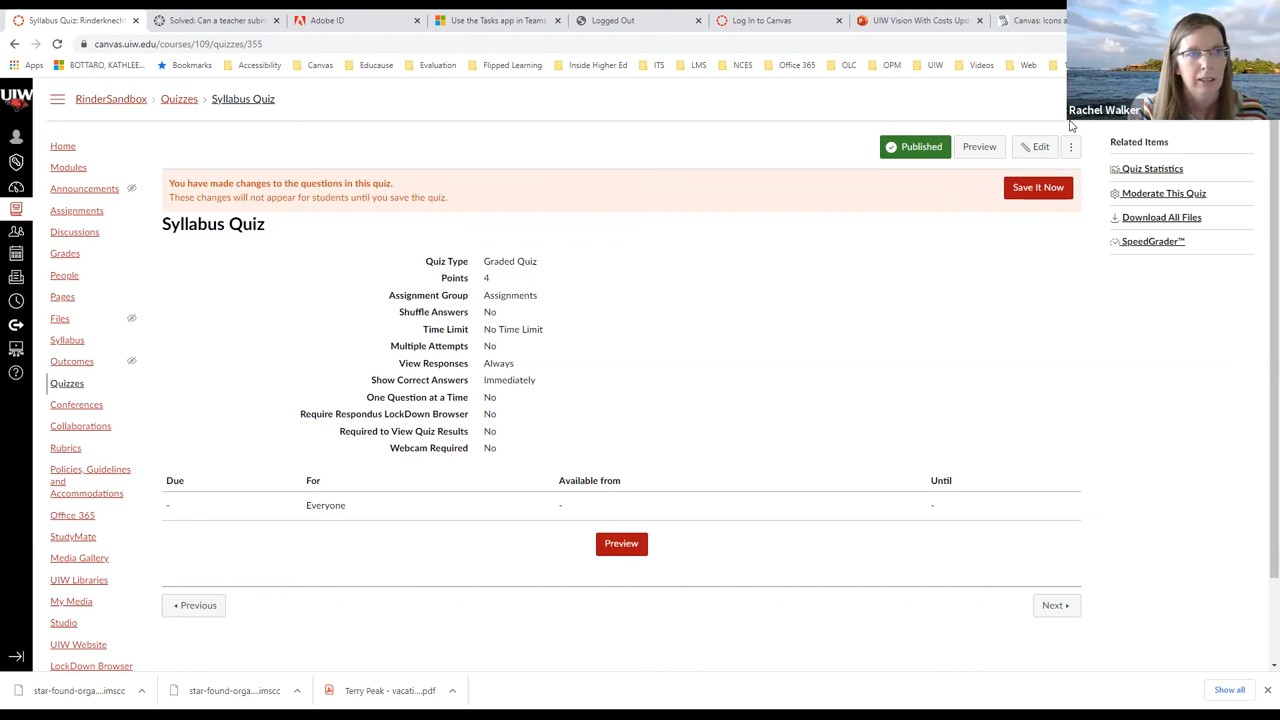 Syllabus Quiz: Rinderknecht
Solved: Can a teacher subm
Adobe ID
Use the Tasks app in Teams
Logged Out
Log In to Canvas
UIW Vision With Costs Upd
Canvas: Icons a
canvas.uiw.edu/courses/109/quizzes/355
Apps
BOTTARO, KATHLEE...
Bookmarks
Accessibility
Canvas
Educause
Evaluation
Flipped Learning
Inside Higher Ed
ITS
LMS
NCES
Office 365
OLC
OPM
UIW
Videos
Web
UIW
RinderSandbox › Quizzes › Syllabus Quiz
Rachel Walker
Home
Modules
Announcements
Assignments
Discussions
Grades
People
Pages
Files
Syllabus
Outcomes
Quizzes
Conferences
Collaborations
Rubrics
Policies, Guidelines
and
Accommodations
Office 365
StudyMate
Media Gallery
UIW Libraries
My Media
Studio
UIW Website
LockDown Browser
Published
Preview
Edit
You have made changes to the questions in this quiz.
These changes will not appear for students until you save the quiz.
Save It Now
Syllabus Quiz
Quiz Type Graded Quiz
Points 4
Assignment Group Assignments
Shuffle Answers No
Time Limit No Time Limit
Multiple Attempts No
View Responses Always
Show Correct Answers Immediately
One Question at a Time No
Require Respondus LockDown Browser No
Required to View Quiz Results No
Webcam Required No
Due For Available from Until
- Everyone - -
Preview
Previous
Next
Related Items
Quiz Statistics
Moderate This Quiz
Download All Files
SpeedGrader™
star-found-orga....imscc
star-found-orga....imscc
Terry Peak - vacati....pdf
Show all